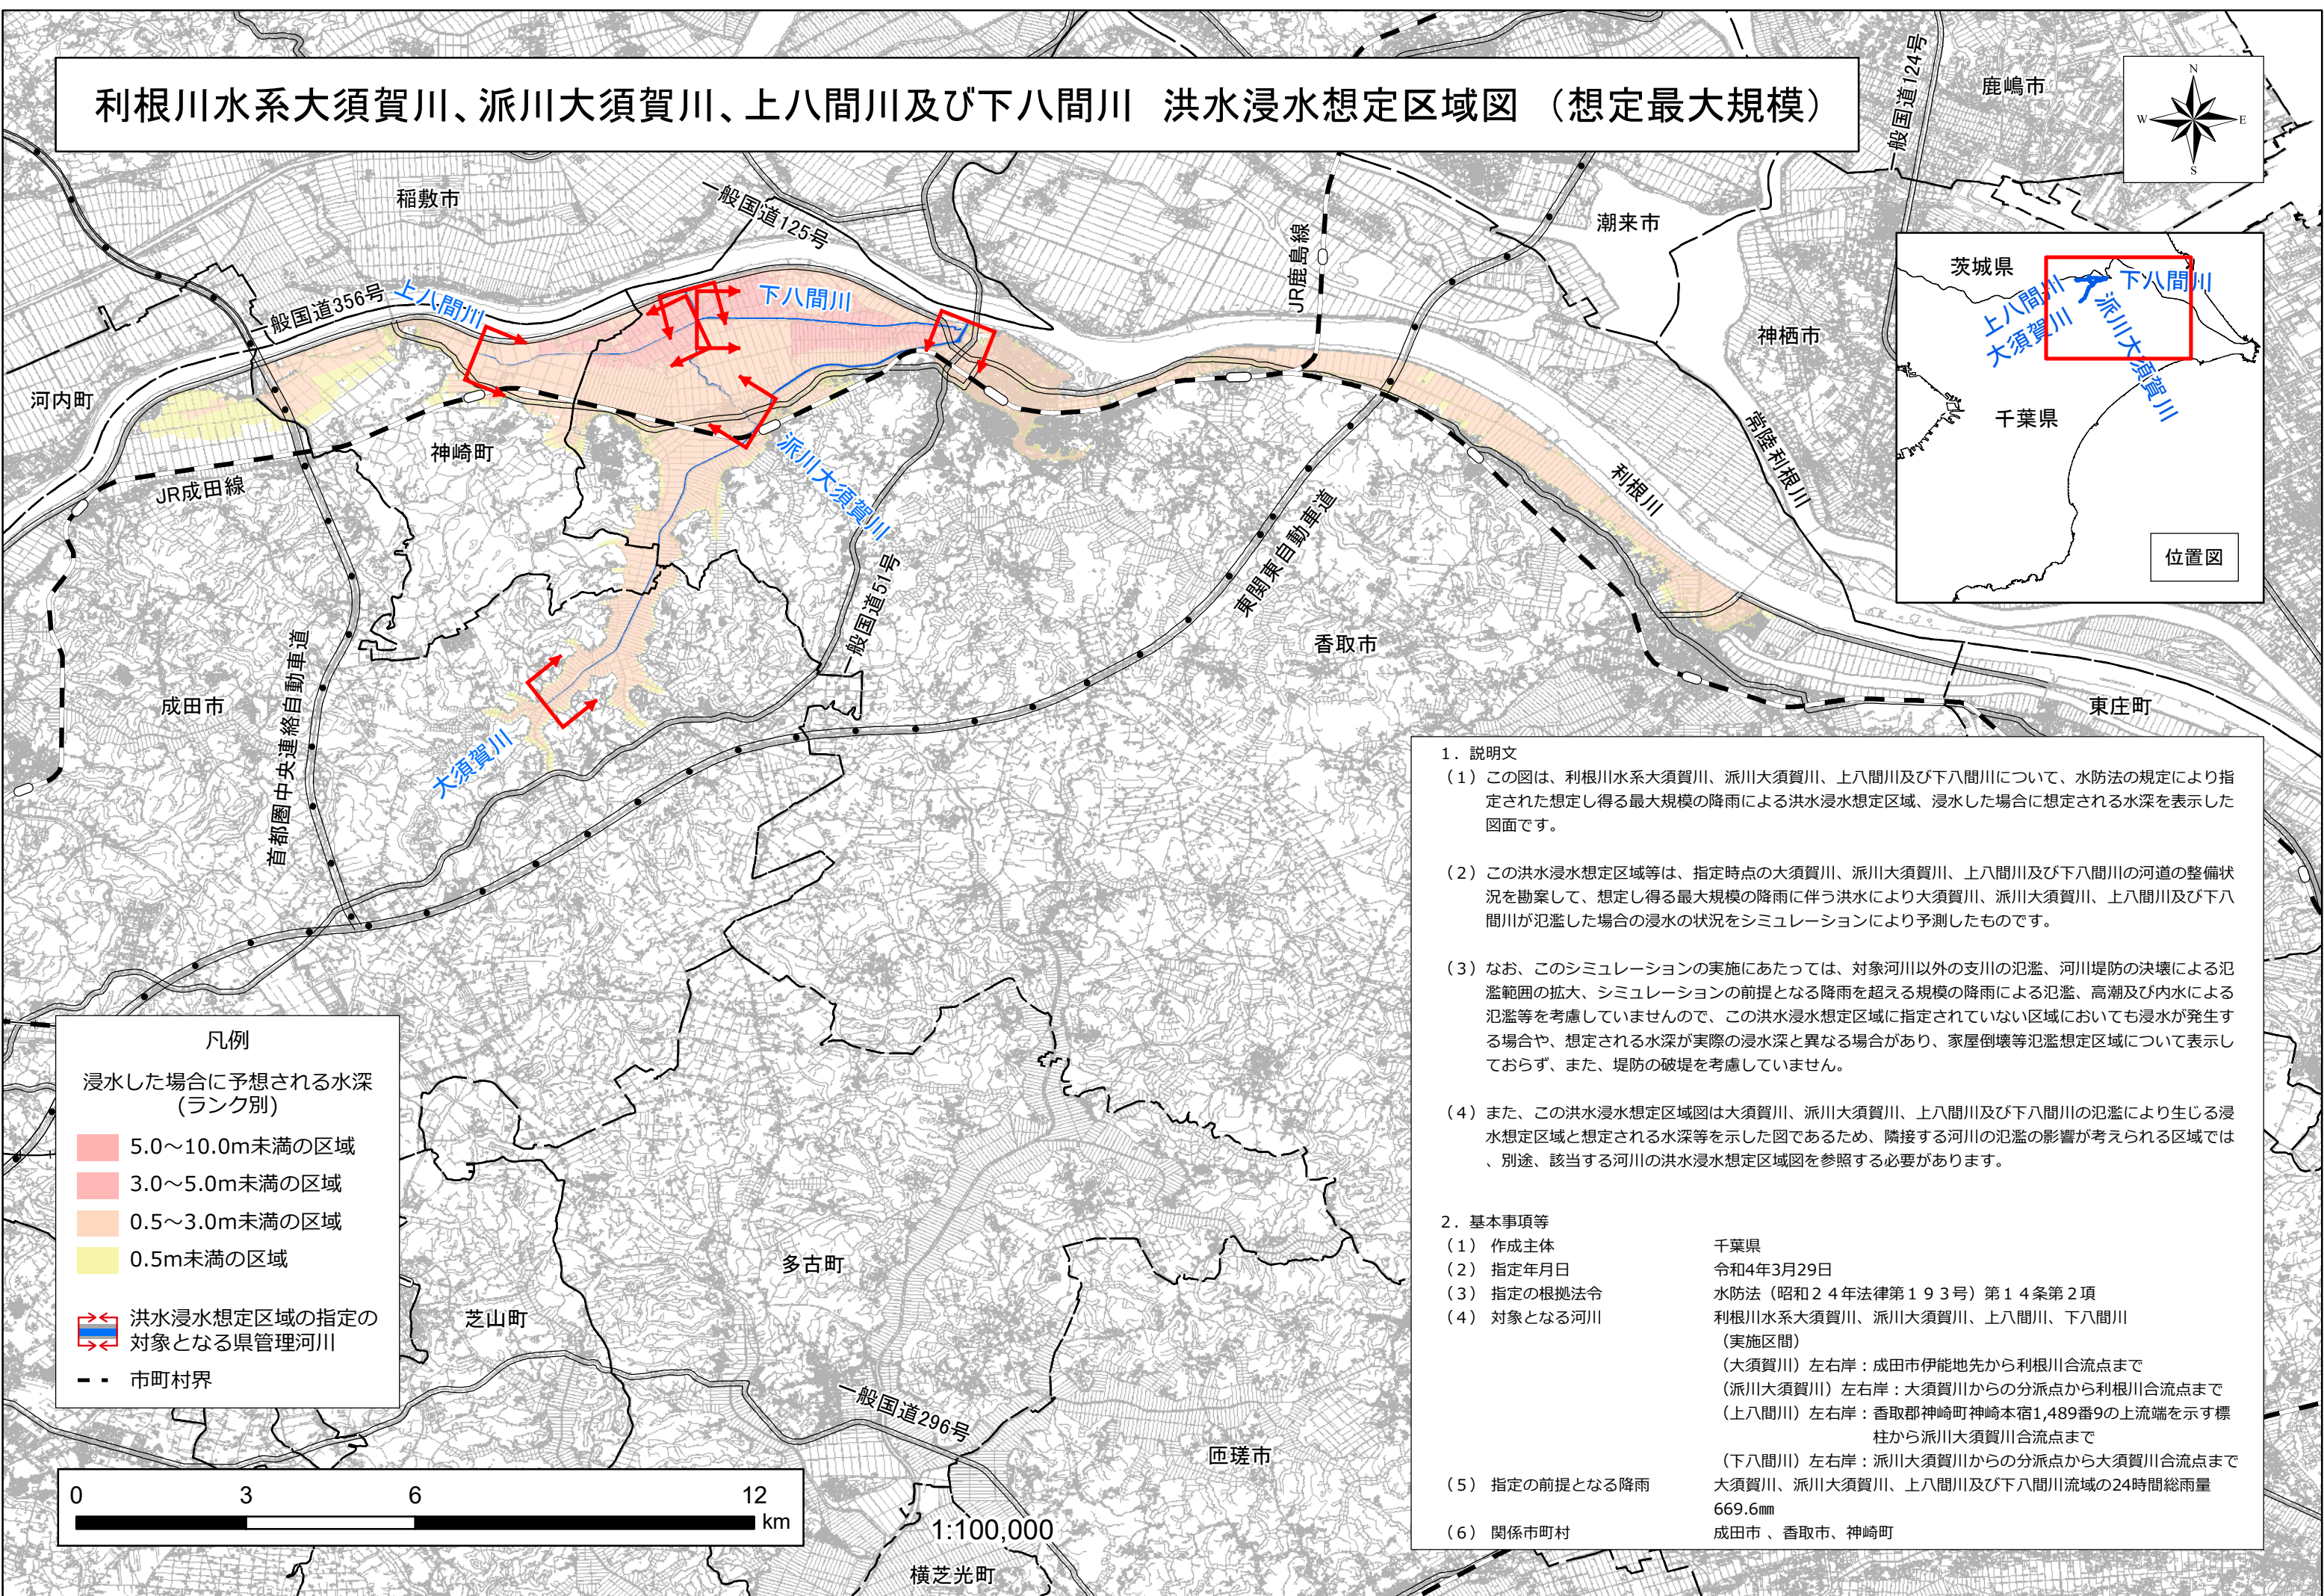 利根川水系大須賀川、派川大須賀川、上八間川及び下八間川 洪水浸水想定区域図（想定最大規模）
鹿嶋市
一般国道124号
N
W
E
S
稲敷市
一般国道125号
潮来市
JR鹿島線
神栖市
一般国道356号
上八間川
下八間川
河内町
神崎町
JR成田線
派川大須賀川
常陸利根川
利根川
茨城県
上八間川
下八間川
大須賀川
派川大須賀川
千葉県
位置図
一般国道51号
東関東自動車道
香取市
成田市
首都圏中央連絡自動車道
大須賀川
東庄町
1．説明文
（1）この図は、利根川水系大須賀川、派川大須賀川、上八間川及び下八間川について、水防法の規定により指
定された想定し得る最大規模の降雨による洪水浸水想定区域、浸水した場合に想定される水深を表示した
図面です。
（2）この洪水浸水想定区域等は、指定時点の大須賀川、派川大須賀川、上八間川及び下八間川の河道の整備状
況を勘案して、想定し得る最大規模の降雨に伴う洪水により大須賀川、派川大須賀川、上八間川及び下八
間川が氾濫した場合の浸水の状況をシミュレーションにより予測したものです。
（3）なお、このシミュレーションの実施にあたっては、対象河川以外の支川の氾濫、河川堤防の決壊による氾
濫範囲の拡大、シミュレーションの前提となる降雨を超える規模の降雨による氾濫、高潮及び内水による
氾濫等を考慮していませんので、この洪水浸水想定区域に指定されていない区域においても浸水が発生す
る場合や、想定される水深が実際の浸水深と異なる場合があり、家屋倒壊等氾濫想定区域について表示し
ておらず、また、堤防の破堤を考慮していません。
（4）また、この洪水浸水想定区域図は大須賀川、派川大須賀川、上八間川及び下八間川の氾濫により生じる浸
水想定区域と想定される水深等を示した図であるため、隣接する河川の氾濫の影響が考えられる区域では
、別途、該当する河川の洪水浸水想定区域図を参照する必要があります。
2．基本事項等
（1） 作成主体 千葉県
（2） 指定年月日 令和4年3月29日
（3） 指定の根拠法令 水防法（昭和２４年法律第１９３号）第１４条第２項
（4） 対象となる河川 利根川水系大須賀川、派川大須賀川、上八間川、下八間川
（実施区間）
（大須賀川）左右岸：成田市伊能地先から利根川合流点まで
（派川大須賀川）左右岸：大須賀川からの分派点から利根川合流点まで
（上八間川）左右岸：香取郡神崎町神崎本宿1,489番9の上流端を示す標
柱から派川大須賀川合流点まで
（下八間川）左右岸：派川大須賀川からの分派点から大須賀川合流点まで
（5） 指定の前提となる降雨 大須賀川、派川大須賀川、上八間川及び下八間川流域の24時間総雨量
669.6㎜
（6） 関係市町村 成田市 、香取市、神崎町
凡例
浸水した場合に予想される水深
(ランク別)
5.0～10.0m未満の区域
3.0～5.0m未満の区域
0.5～3.0m未満の区域
0.5m未満の区域
洪水浸水想定区域の指定の
対象となる県管理河川
市町村界
多古町
芝山町
一般国道296号
匝瑳市
0 3 6 12
km
1:100,000
横芝光町